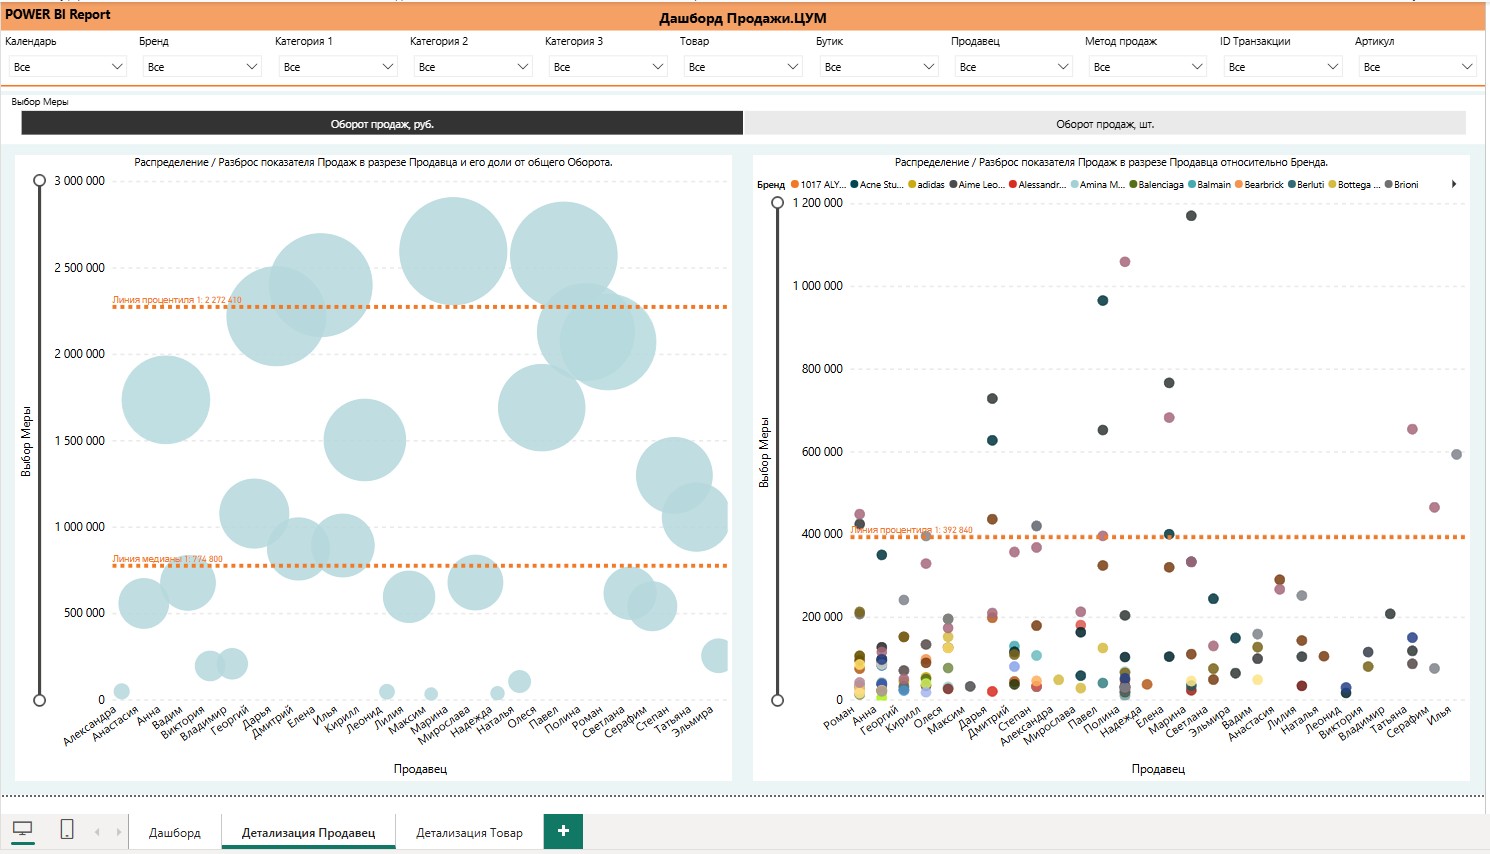 POWER BI Report
Дашборд Продажи.ЦУМ
Календарь Бренд Категория 1 Категория 2 Категория 3 Товар Бутик Продавец Метод продаж ID Транзакции Артикул
Все Все Все Все Все Все Все Все Все Все Все
Выбор Меры
Оборот продаж, руб. Оборот продаж, шт.
Распределение / Разброс показателя Продаж в разрезе Продавца и его доли от общего Оборота.
3 000 000
2 500 000
Линия процентиля 1: 2 272 410
2 000 000
1 500 000
1 000 000
Линия медианы 1: 774 800
500 000
0
Выбор Меры
Александра Анастасия Анна Вадим Виктория Владимир Георгий Дарья Дмитрий Елена Илья Кирилл Леонид Лилия Максим Марина Мирослава Надежда Наталья Олеся Павел Полина Роман Светлана Серафим Степан Татьяна Эльмира
Продавец
Распределение / Разброс показателя Продаж в разрезе Продавца относительно Бренда.
Бренд 1017 ALY... Acne Stu... adidas Aime Leo... Alessandr... Amina M... Balenciaga Balmain Bearbrick Berluti Bottega ... Brioni
1 200 000
1 000 000
800 000
600 000
400 000
Линия процентиля 1: 392 840
200 000
0
Выбор Меры
Роман Анна Георгий Кирилл Олеся Максим Дарья Дмитрий Степан Александра Мирослава Павел Полина Надежда Елена Марина Светлана Эльмира Вадим Анастасия Лилия Наталья Леонид Виктория Владимир Татьяна Серафим Илья
Продавец
Дашборд Детализация Продавец Детализация Товар +